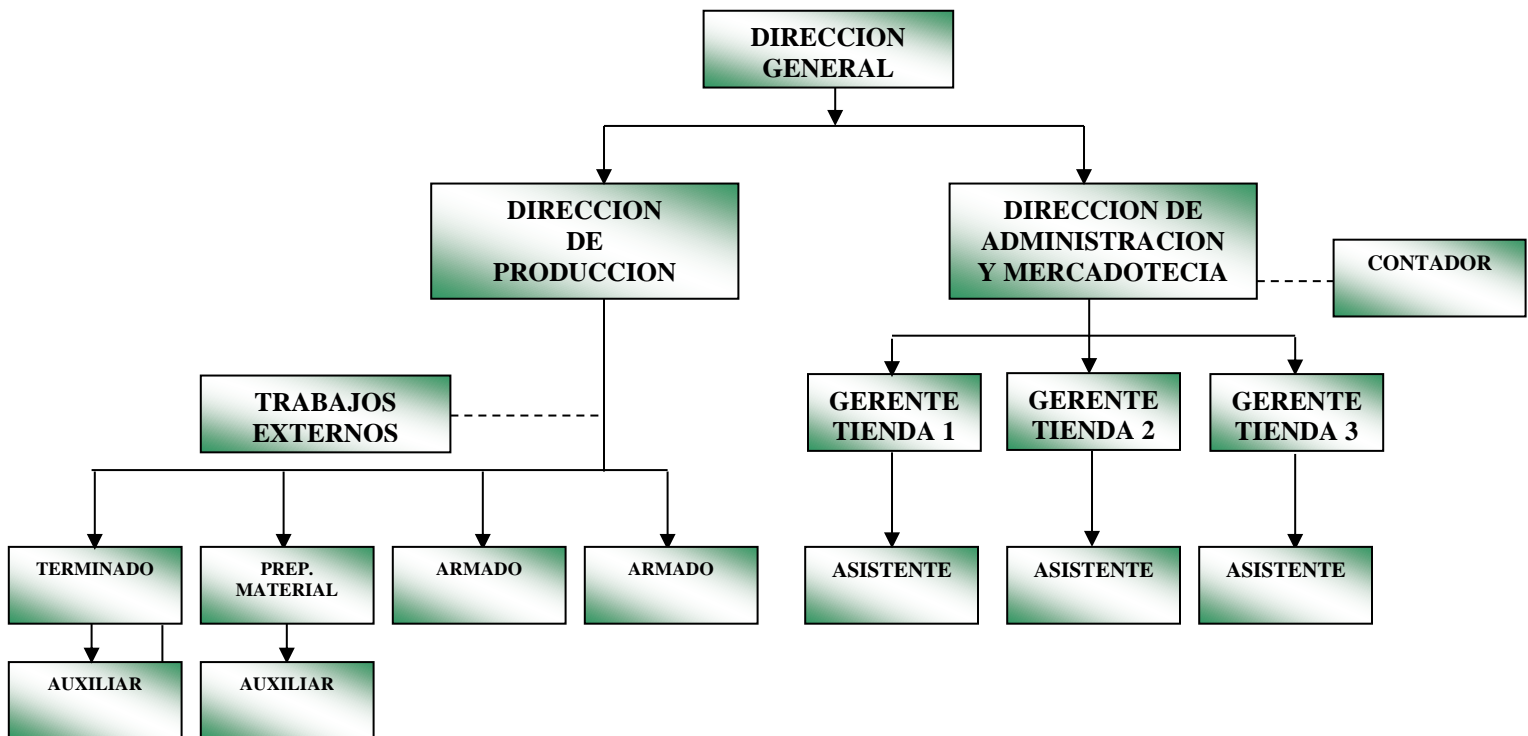 DIRECCION
GENERAL
DIRECCION
DE
PRODUCCION
DIRECCION DE
ADMINISTRACION
Y MERCADOTECIA
CONTADOR
TRABAJOS
EXTERNOS
GERENTE
TIENDA 1
GERENTE
TIENDA 2
GERENTE
TIENDA 3
TERMINADO
PREP.
MATERIAL
ARMADO
ARMADO
ASISTENTE
ASISTENTE
ASISTENTE
AUXILIAR
AUXILIAR